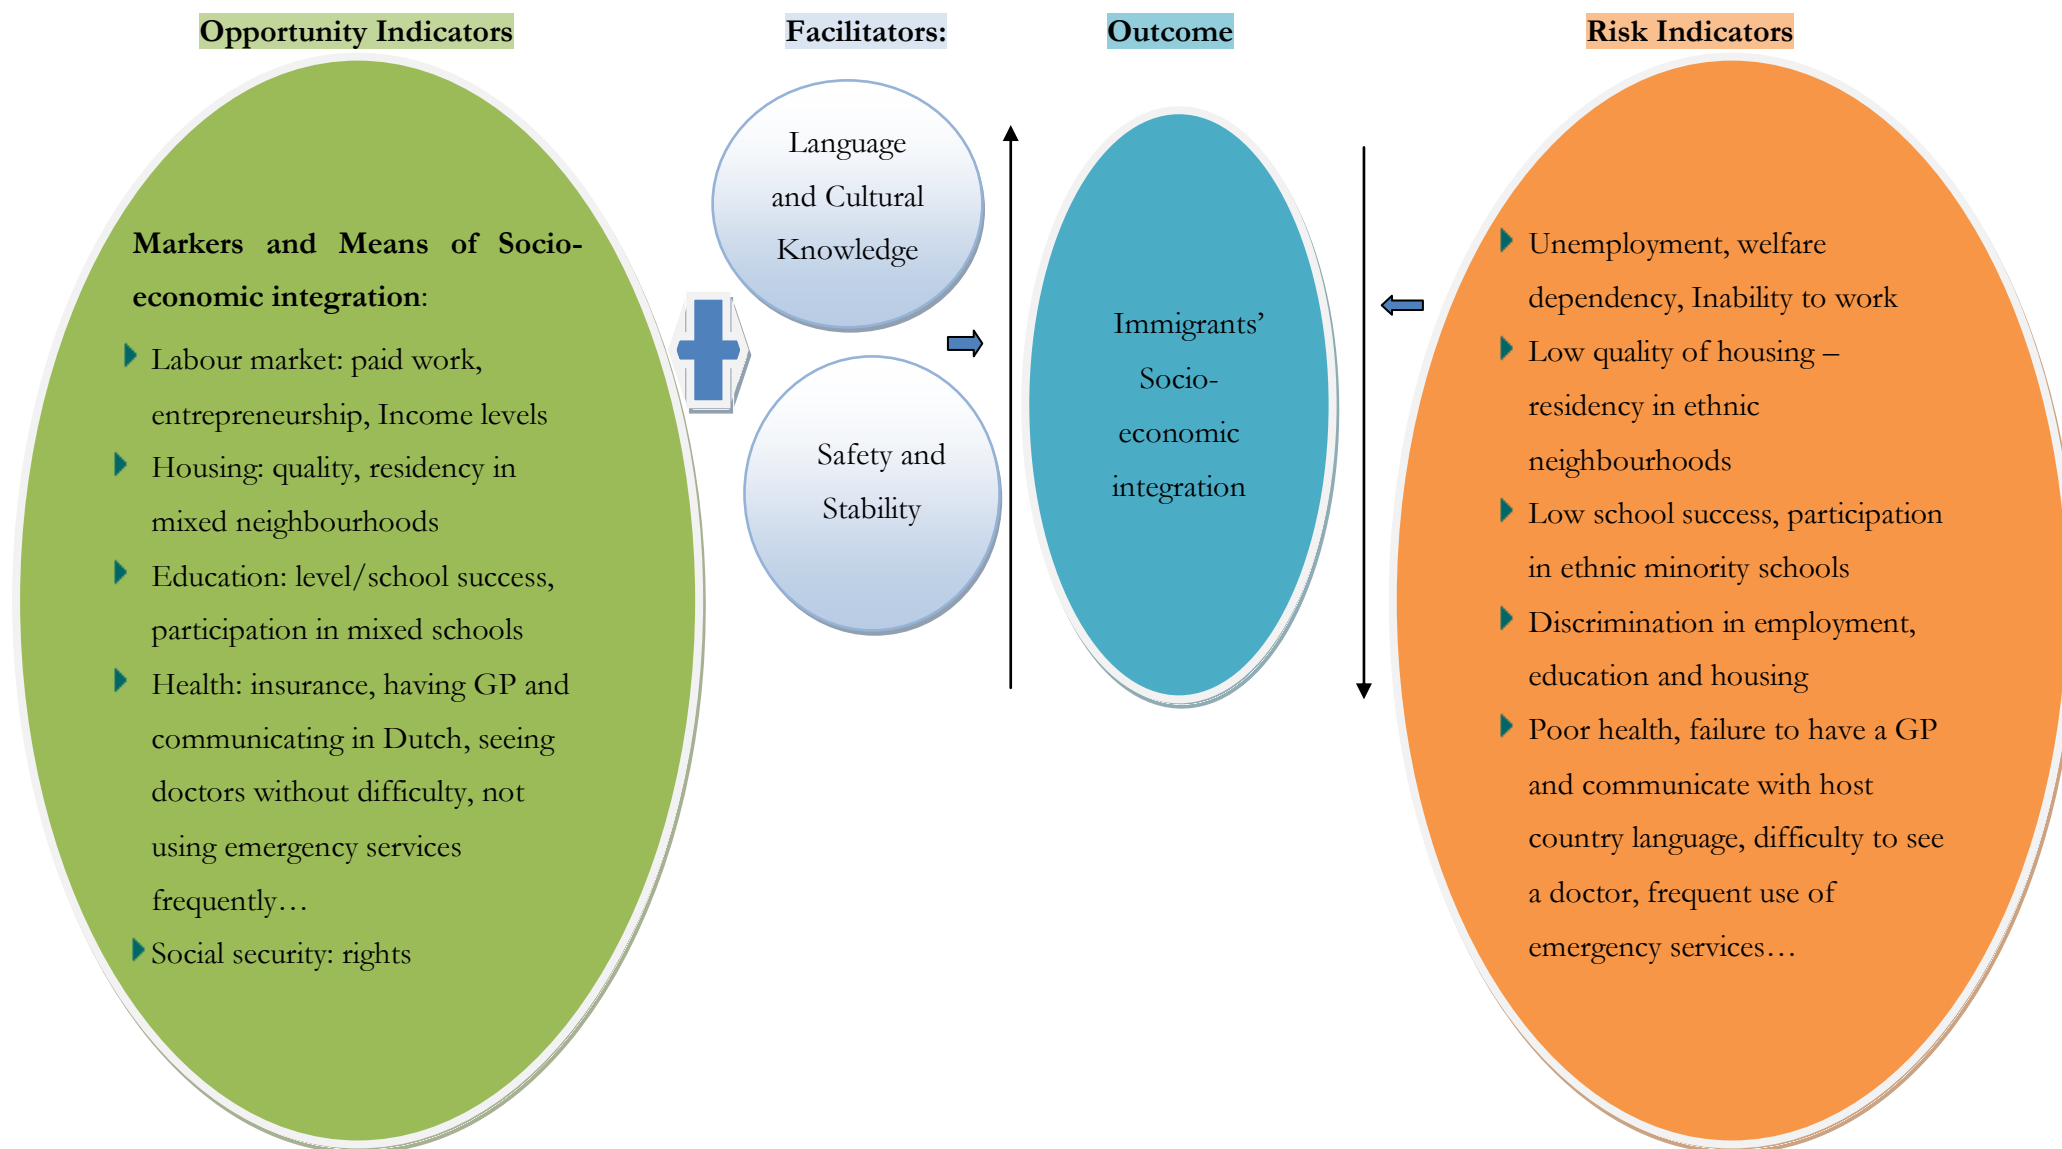 Opportunity Indicators
Facilitators:
Outcome
Risk Indicators
Markers and Means of Socio-
economic integration:
Labour market: paid work,
entrepreneurship, Income levels
Housing: quality, residency in
mixed neighbourhoods
Education: level/school success,
participation in mixed schools
Health: insurance, having GP and
communicating in Dutch, seeing
doctors without difficulty, not
using emergency services
frequently…
Social security: rights
Language
and Cultural
Knowledge
Safety and
Stability
Immigrants’
Socio-
economic
integration
Unemployment, welfare
dependency, Inability to work
Low quality of housing –
residency in ethnic
neighbourhoods
Low school success, participation
in ethnic minority schools
Discrimination in employment,
education and housing
Poor health, failure to have a GP
and communicate with host
country language, difficulty to see
a doctor, frequent use of
emergency services…